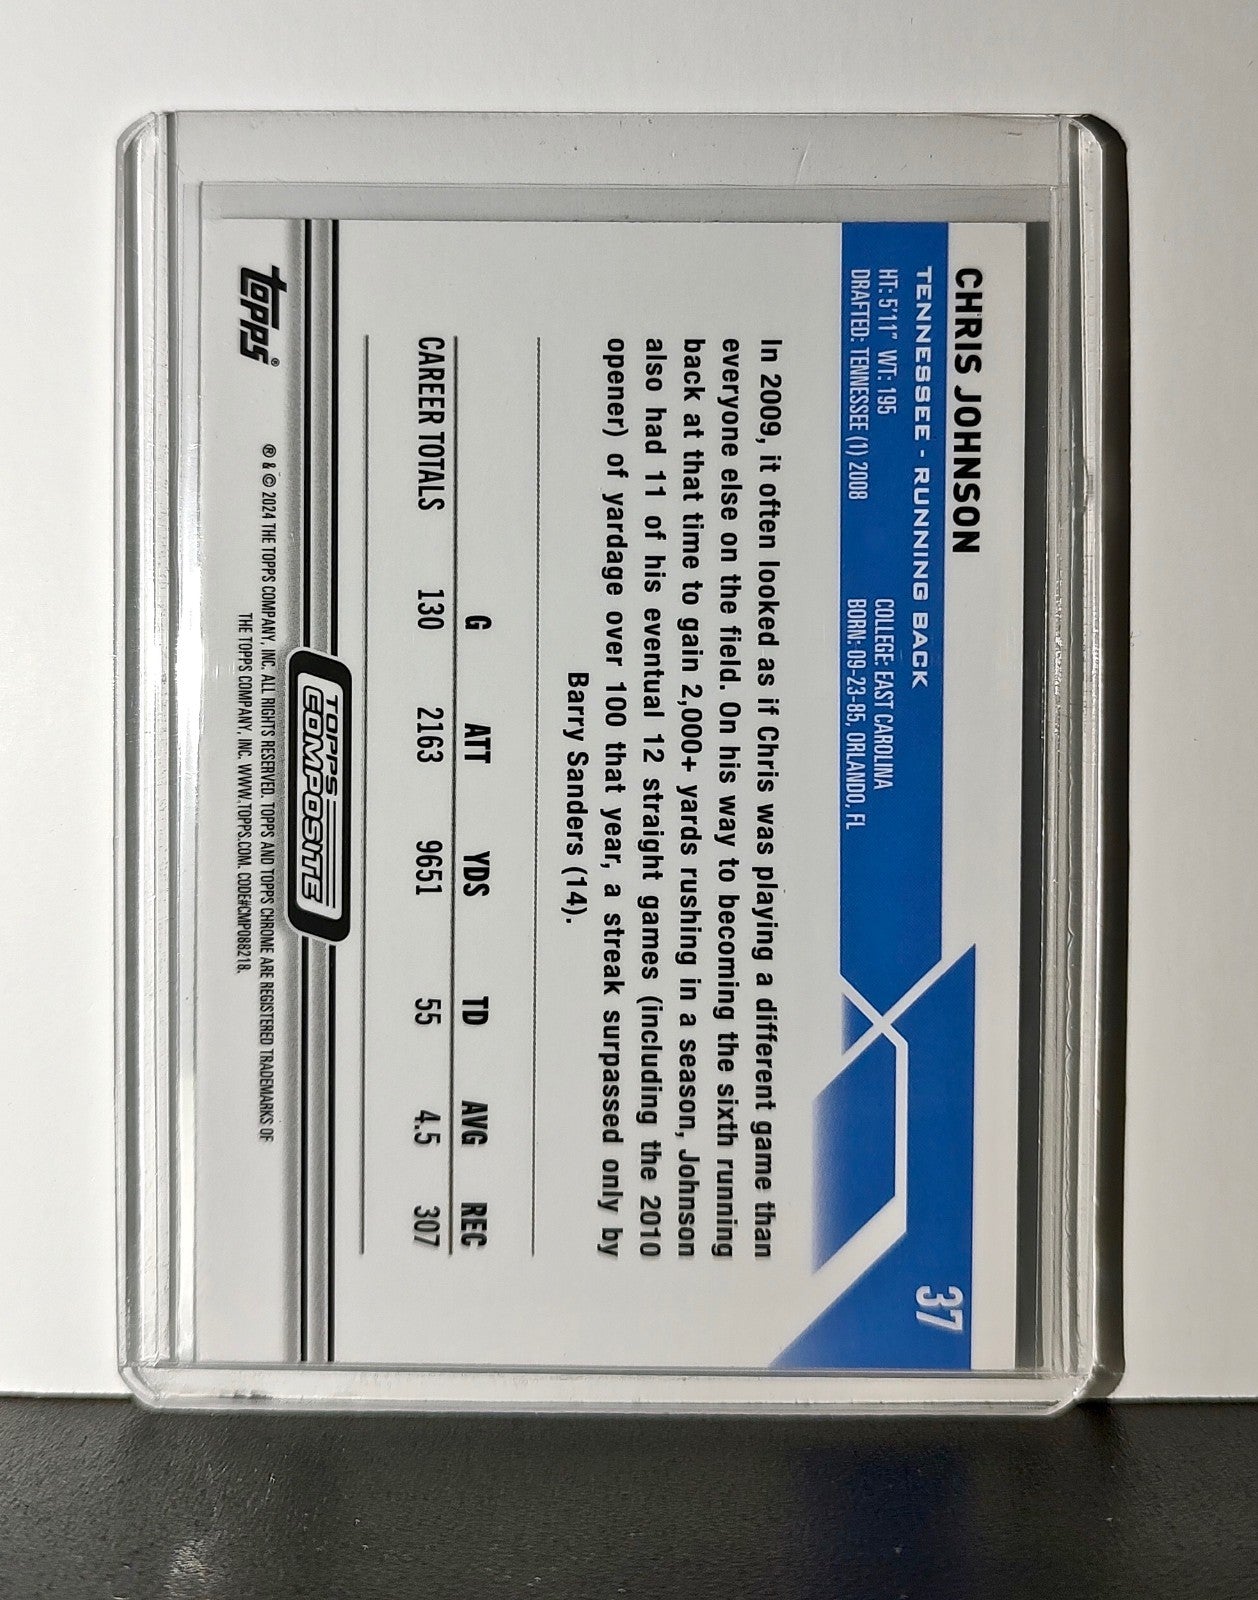 CHRIS JOHNSON
37
TENNESSEE - RUNNING BACK
HT: 5'11" WT: 195
COLLEGE: EAST CAROLINA
DRAFTED: TENNESSEE (1) 2008
BORN: 09-23-85, ORLANDO, FL
In 2009, it often looked as if Chris was playing a different game than
everyone else on the field. On his way to becoming the sixth running
back at that time to gain 2,000+ yards rushing in a season, Johnson
also had 11 of his eventual 12 straight games (including the 2010
opener) of yardage over 100 that year, a streak surpassed only by
Barry Sanders (14).
G ATT YDS TD AVG REC
CAREER TOTALS 130 2163 9651 55 4.5 307
TOPPS
COMPOSITE
topps®
® & © 2024 THE TOPPS COMPANY, INC. ALL RIGHTS RESERVED. TOPPS AND TOPPS CHROME ARE REGISTERED TRADEMARKS OF
THE TOPPS COMPANY, INC. WWW.TOPPS.COM. CODE#CMP088218.